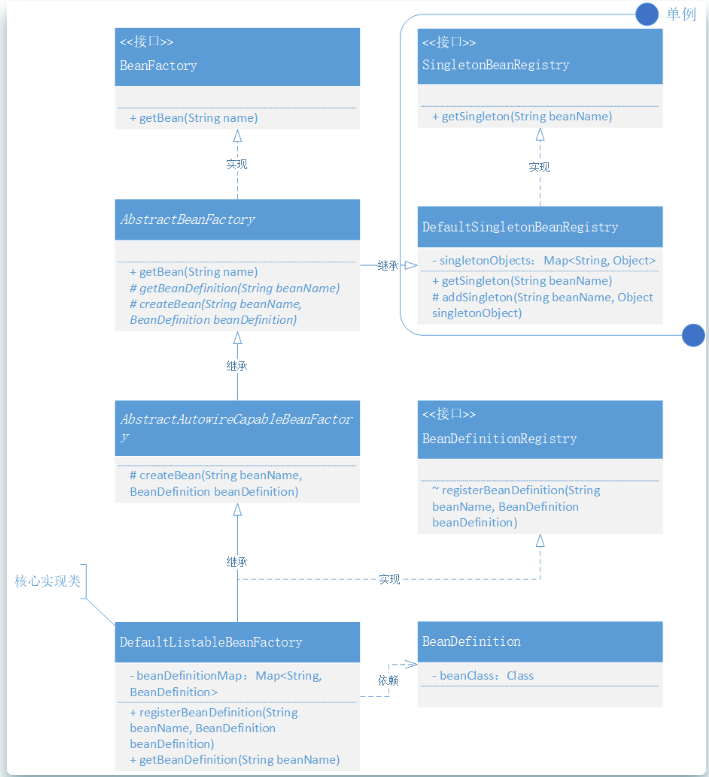 单例
<<接口>>
BeanFactory
+ getBean(String name)
<<接口>>
SingletonBeanRegistry
+ getSingleton(String beanName)
实现
实现
AbstractBeanFactory
+ getBean(String name)
# getBeanDefinition(String beanName)
# createBean(String beanName,
BeanDefinition beanDefinition)
继承
DefaultSingletonBeanRegistry
- singletonObjects：Map<String, Object>
+ getSingleton(String beanName)
# addSingleton(String beanName, Object
singletonObject)
继承
AbstractAutowireCapableBeanFactor
y
# createBean(String beanName,
BeanDefinition beanDefinition)
<<接口>>
BeanDefinitionRegistry
~ registerBeanDefinition(String
beanName, BeanDefinition
beanDefinition)
继承
实现
核心实现类
DefaultListableBeanFactory
- beanDefinitionMap：Map<String,
BeanDefinition>
+ registerBeanDefinition(String
beanName, BeanDefinition
beanDefinition)
+ getBeanDefinition(String beanName)
依赖
BeanDefinition
- beanClass：Class